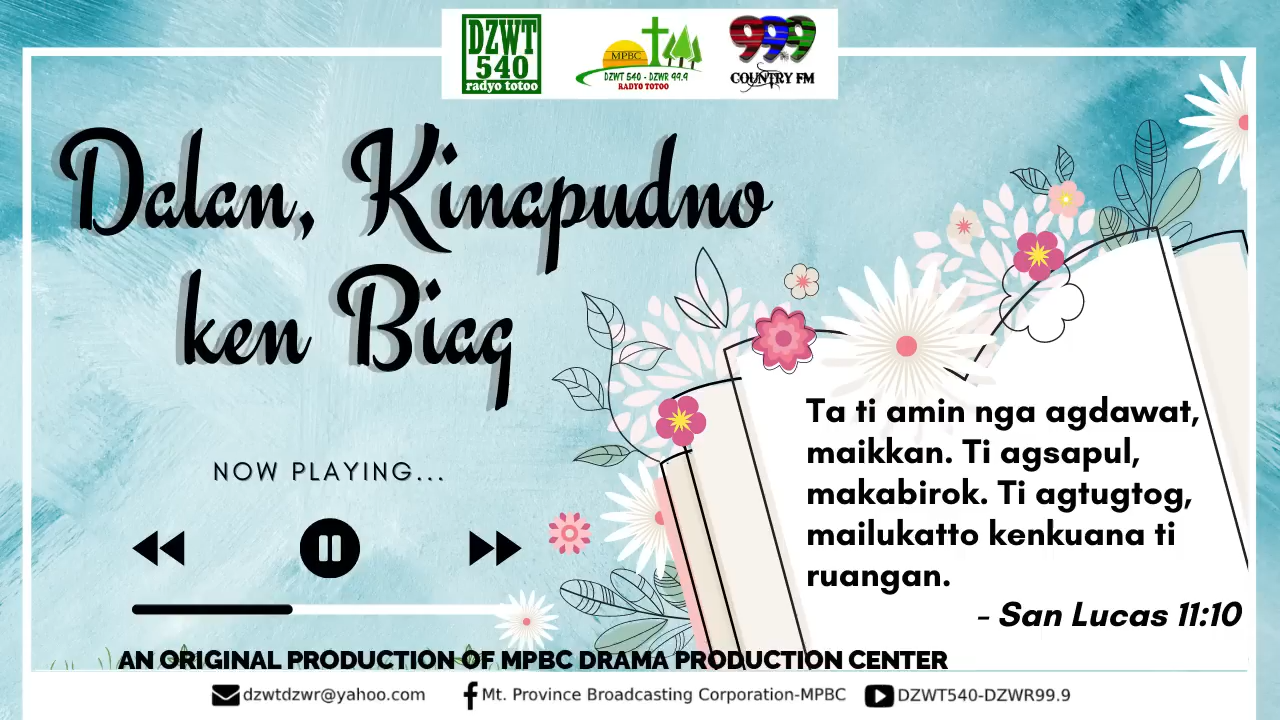 DZWT
540
radyo totoo
MPBC
DZWT 540 - DZWR 99.9
RADYO TOTOO
99.9
COUNTRY FM
Dalan, Kinapudno
ken Biag
NOW PLAYING...
Ta ti amin nga agdawat,
maikkan. Ti agsapul,
makabirok. Ti agtugtog,
mailukatto kenkuana ti
ruangan.
- San Lucas 11:10
AN ORIGINAL PRODUCTION OF MPBC DRAMA PRODUCTION CENTER
dzwtdzwr@yahoo.com
Mt. Province Broadcasting Corporation-MPBC
DZWT540-DZWR99.9